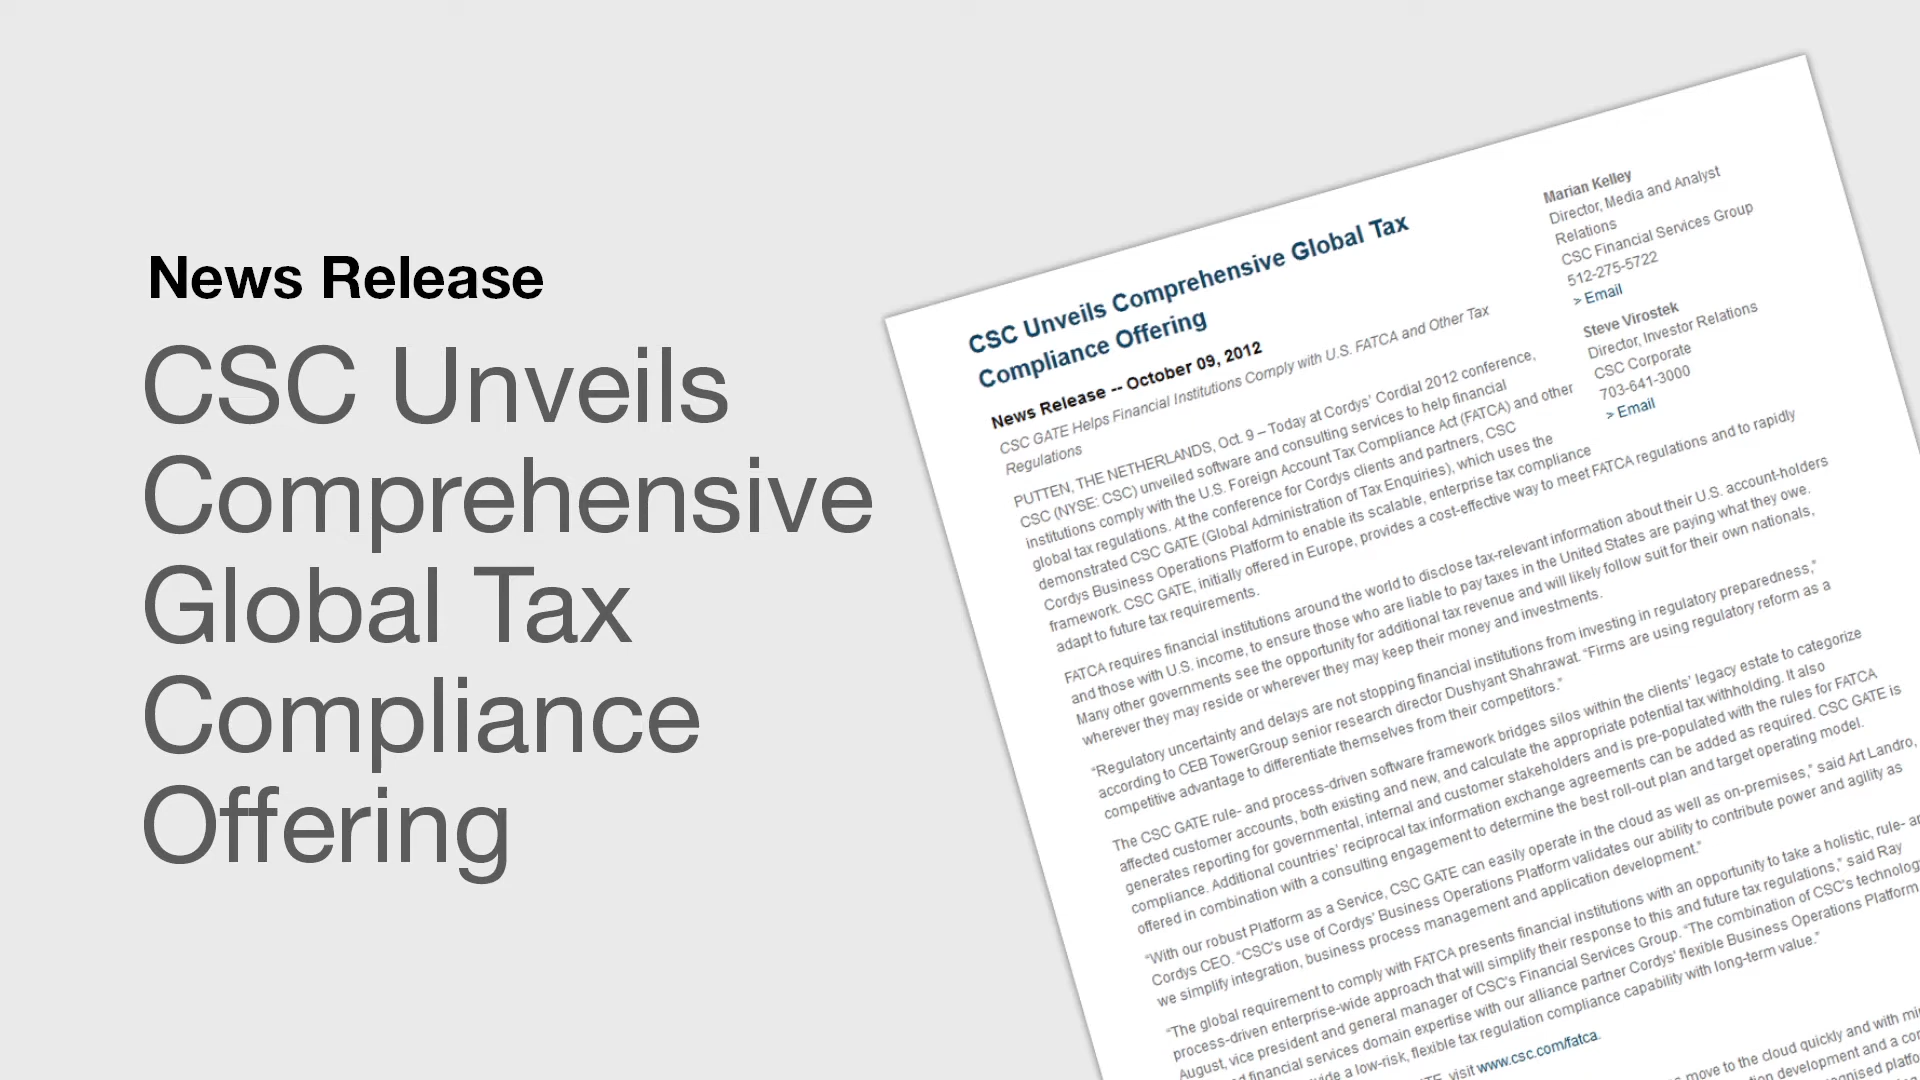 News Release
CSC Unveils
Comprehensive
Global Tax
Compliance
Offering
CSC Unveils Comprehensive Global Tax
Compliance Offering
News Release -- October 09, 2012
CSC GATE Helps Financial Institutions Comply with U.S. FATCA and Other Tax
Regulations
Marian Kelley
Director, Media and Analyst
Relations
CSC Financial Services Group
512-275-5722
> Email
Steve Virostek
Director, Investor Relations
CSC Corporate
703-641-3000
> Email
PUTTEN, THE NETHERLANDS, Oct. 9 – Today at Cordys’ Cordial 2012 conference,
CSC (NYSE: CSC) unveiled software and consulting services to help financial
institutions comply with the U.S. Foreign Account Tax Compliance Act (FATCA) and other
global tax regulations. At the conference for Cordys clients and partners, CSC
demonstrated CSC GATE (Global Administration of Tax Enquiries), which uses the
Cordys Business Operations Platform to enable its scalable, enterprise tax compliance
framework. CSC GATE, initially offered in Europe, provides a cost-effective way to meet FATCA regulations and to rapidly
adapt to future tax requirements.
FATCA requires financial institutions around the world to disclose tax-relevant information about their U.S. account-holders
and those with U.S. income, to ensure those who are liable to pay taxes in the United States are paying what they owe.
Many other governments see the opportunity for additional tax revenue and will likely follow suit for their own nationals,
wherever they may reside or wherever they may keep their money and investments.
“Regulatory uncertainty and delays are not stopping financial institutions from investing in regulatory preparedness,”
according to CEB TowerGroup senior research director Dushyant Shahrawat. “Firms are using regulatory reform as a
competitive advantage to differentiate themselves from their competitors.”
The CSC GATE rule- and process-driven software framework bridges silos within the clients’ legacy estate to categorize
affected customer accounts, both existing and new, and calculate the appropriate potential tax withholding. It also
generates reporting for governmental, internal and customer stakeholders and is pre-populated with the rules for FATCA
compliance. Additional countries’ reciprocal tax information exchange agreements can be added as required. CSC GATE is
offered in combination with a consulting engagement to determine the best roll-out plan and target operating model.
“With our robust Platform as a Service, CSC GATE can easily operate in the cloud as well as on-premises,” said Art Landro,
Cordys CEO. “CSC’s use of Cordys’ Business Operations Platform validates our ability to contribute power and agility as
we simplify integration, business process management and application development.”
“The global requirement to comply with FATCA presents financial institutions with an opportunity to take a holistic, rule-
process-driven enterprise-wide approach that will simplify their response to this and future tax regulations,” said Ray
August, vice president and general manager of CSC’s Financial Services Group. “The combination of CSC’s
financial services domain expertise with our alliance partner Cordys’ flexible Business Operations Platform
a low-risk, flexible tax regulation compliance capability with long-term value.”
visit www.csc.com/fatca.
move to the cloud quickly and with
development and a